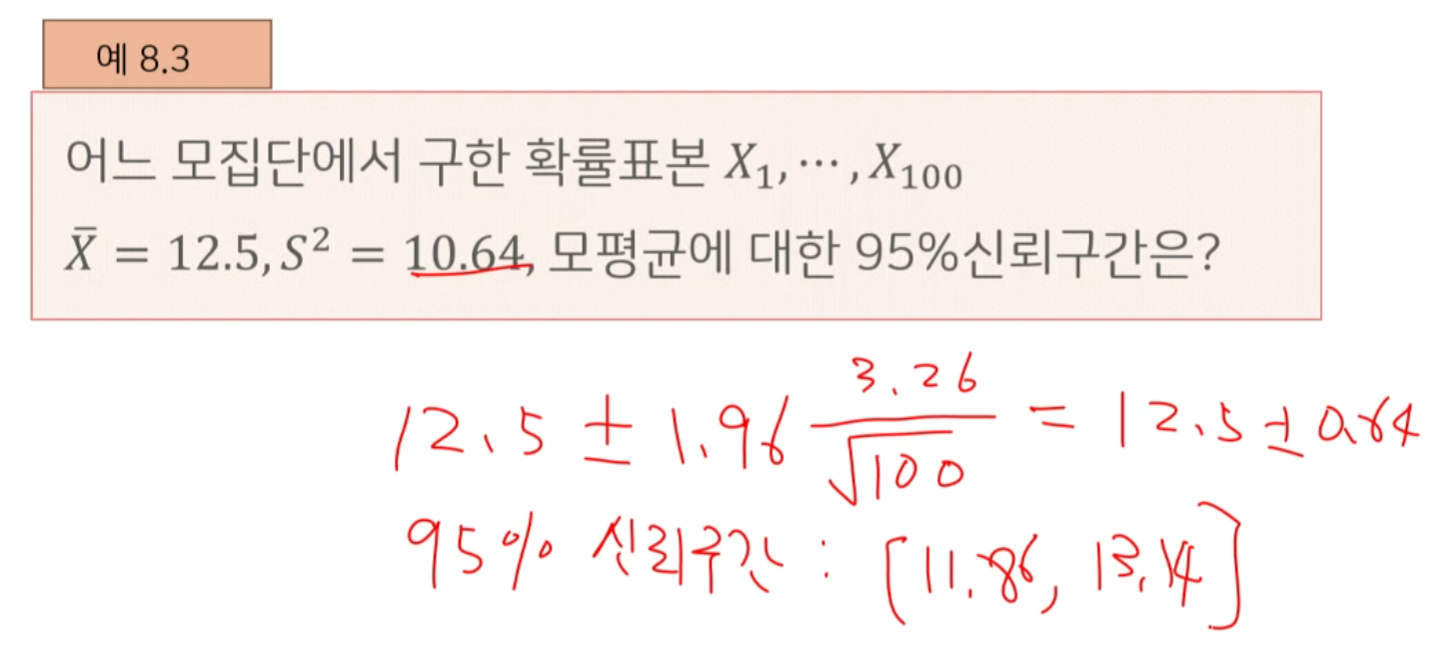 예 8.3
어느 모집단에서 구한 확률표본 X₁, ⋯ , X₁₀₀
X̄ = 12.5, S² = 10.64, 모평균에 대한 95%신뢰구간은?
12.5 ± 1.96 3.26/√100 = 12.5 ± 0.64
95% 신뢰구간 : [11.86, 13.14]